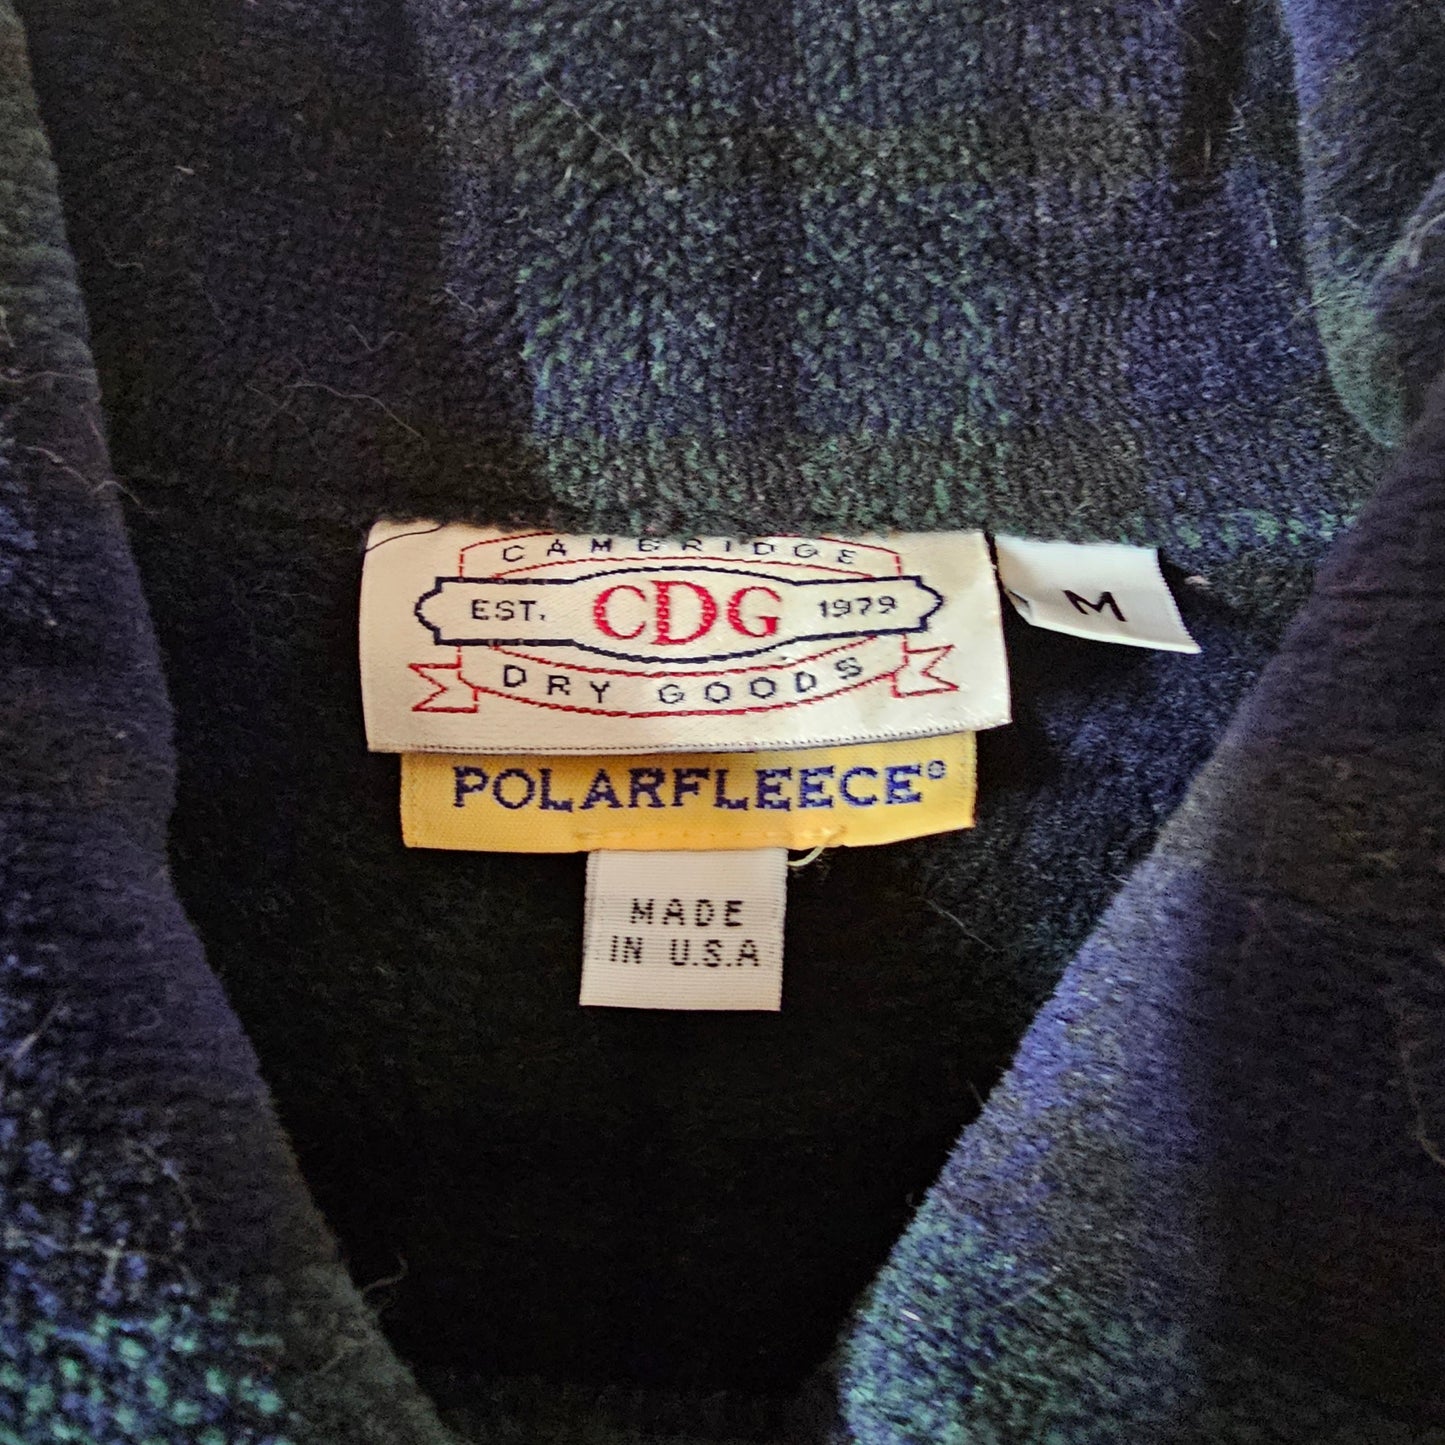 CAMBRIDGE
EST. CDG 1979
DRY GOODS
M
POLARFLEECE®
MADE
IN U.S.A